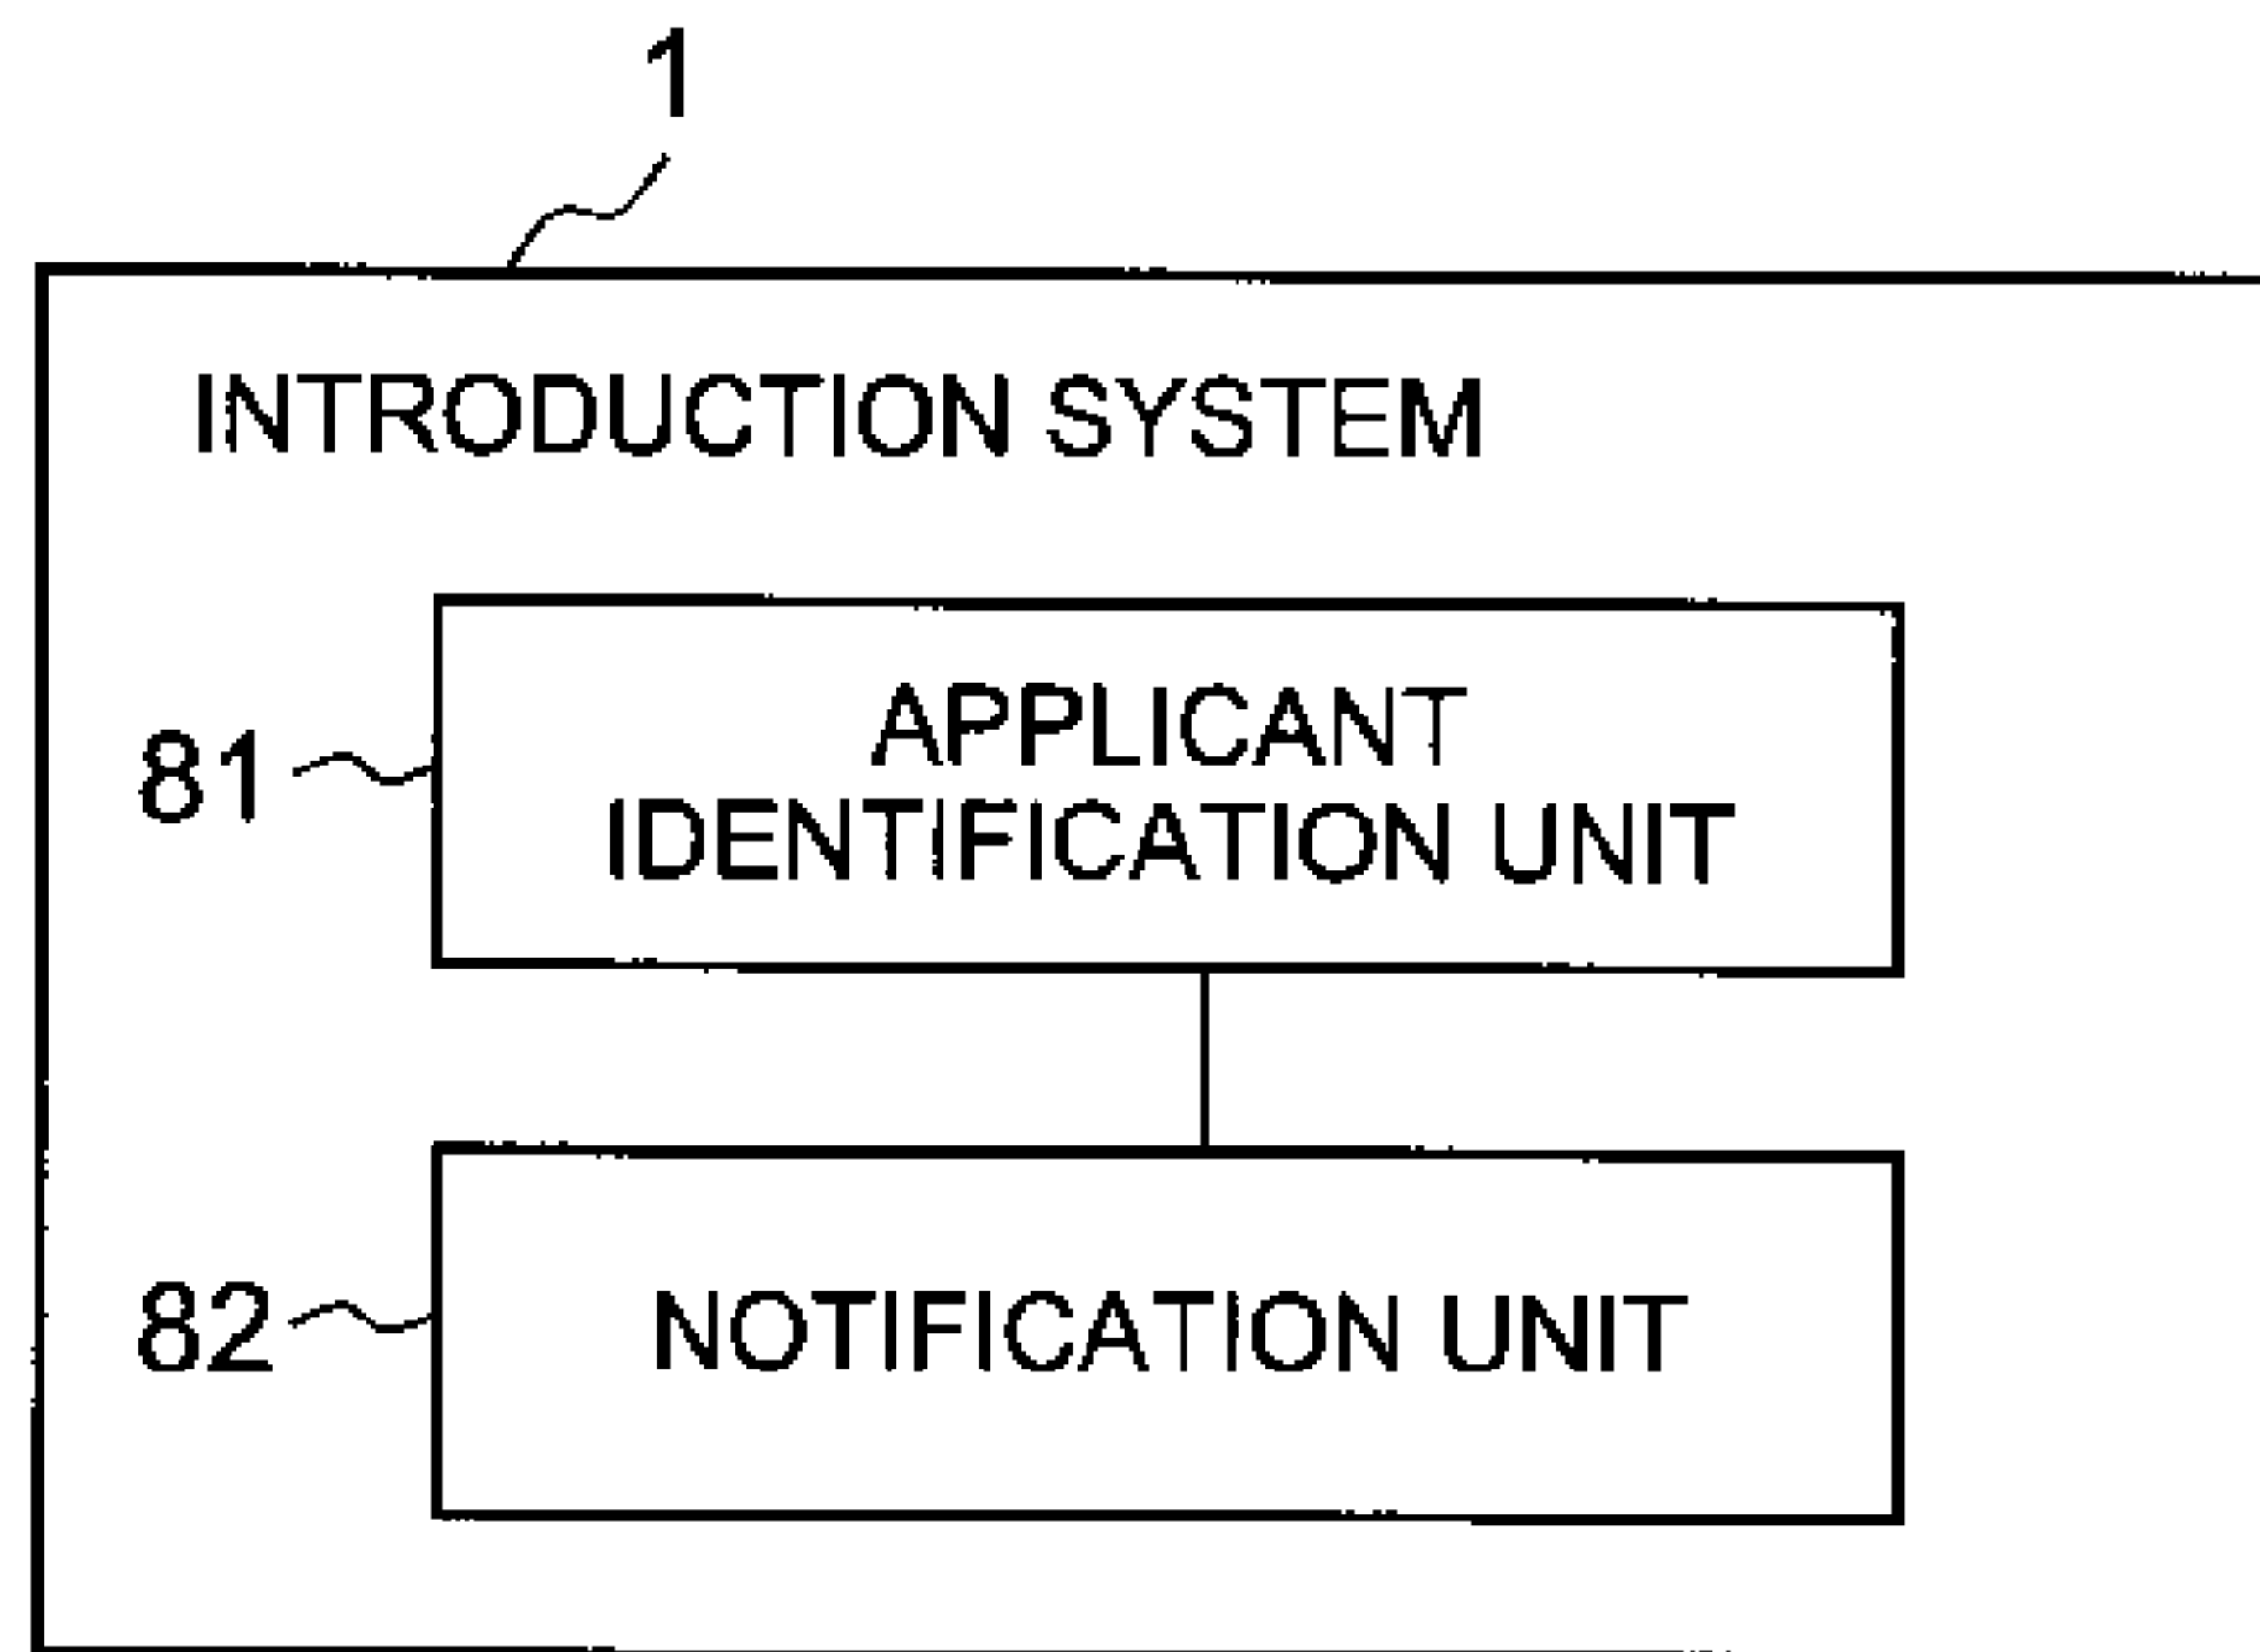 1
INTRODUCTION SYSTEM
81
APPLICANT
IDENTIFICATION UNIT
82
NOTIFICATION UNIT